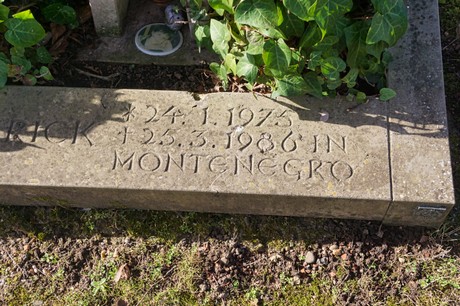 * 24.1.1975
RICK † 25.3.1986 IN
MONTENEGRO